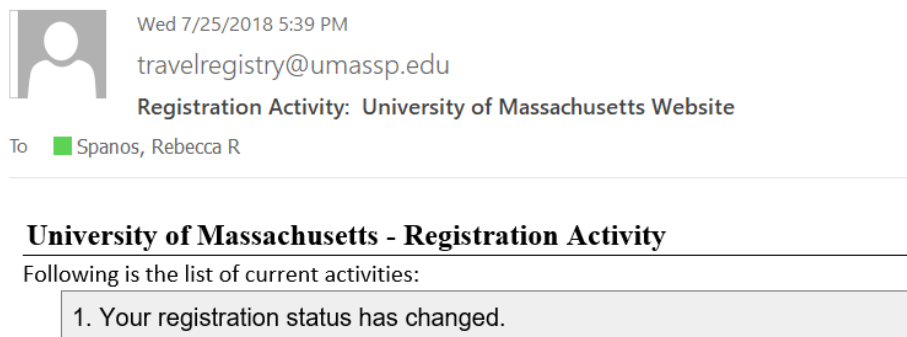 Wed 7/25/2018 5:39 PM
travelregistry@umassp.edu
Registration Activity: University of Massachusetts Website
To Spanos, Rebecca R
University of Massachusetts - Registration Activity
Following is the list of current activities:
1. Your registration status has changed.